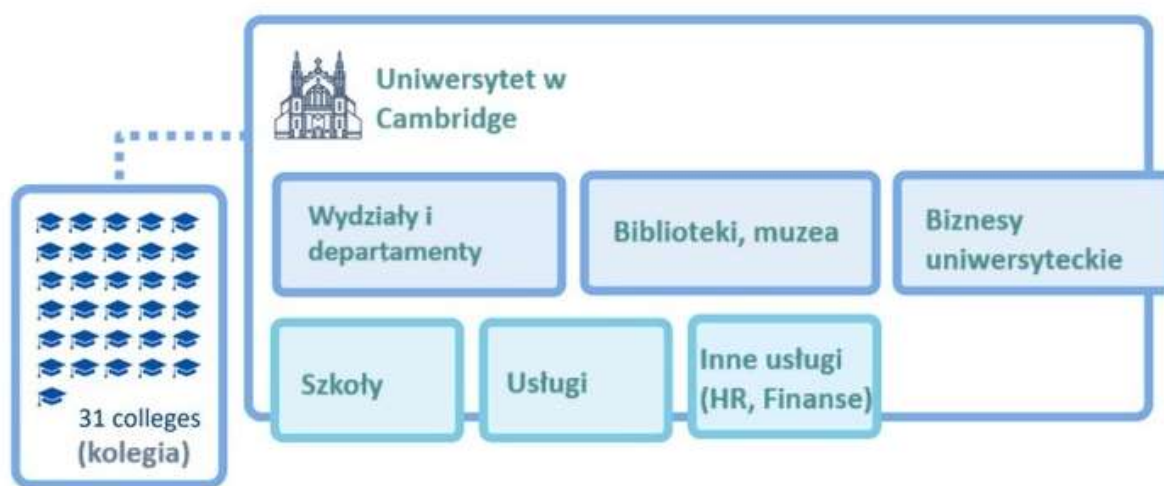 Uniwersytet w
Cambridge
Wydziały i
departamenty
Biblioteki, muzea
Biznesy
uniwersyteckie
Szkoły
Usługi
Inne usługi
(HR, Finanse)
31 colleges
(kolegia)